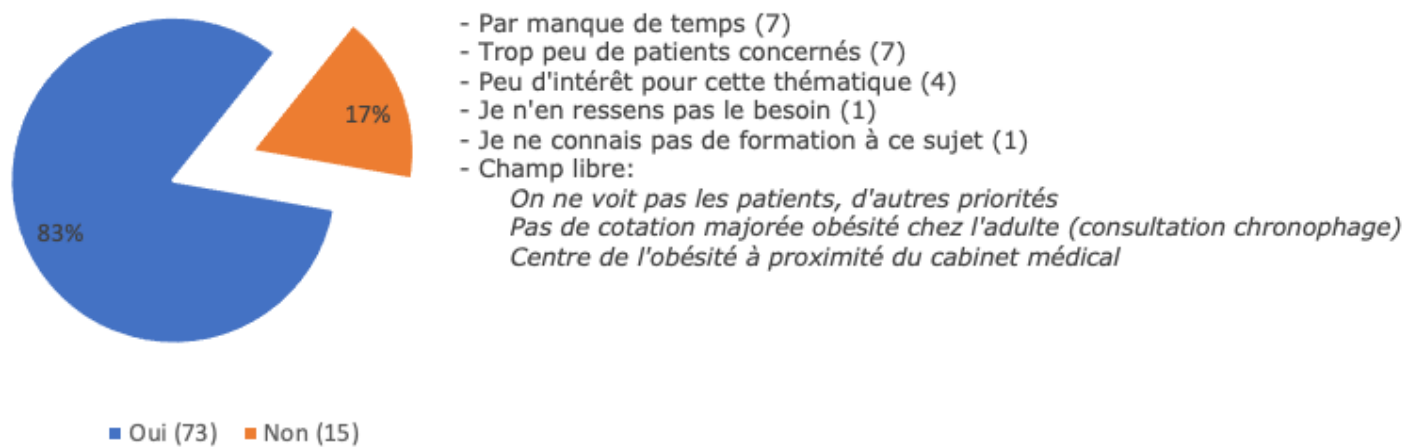 83%
17%
- Par manque de temps (7)
- Trop peu de patients concernés (7)
- Peu d'intérêt pour cette thématique (4)
- Je n'en ressens pas le besoin (1)
- Je ne connais pas de formation à ce sujet (1)
- Champ libre:
On ne voit pas les patients, d'autres priorités
Pas de cotation majorée obésité chez l'adulte (consultation chronophage)
Centre de l'obésité à proximité du cabinet médical
Oui (73) Non (15)